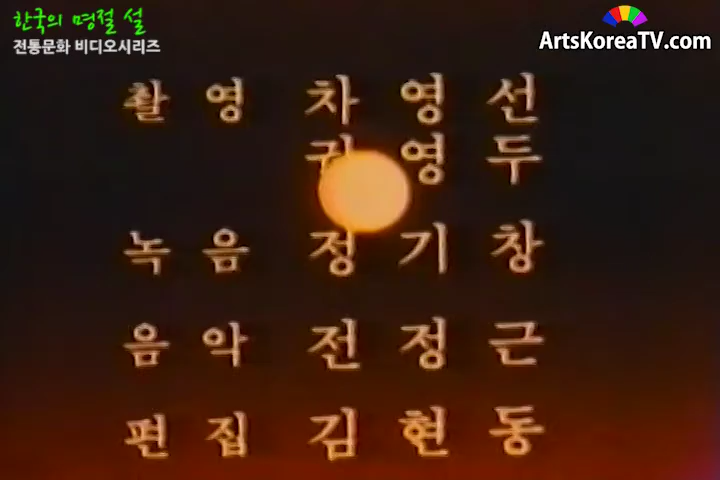 한국의 명절 설
전통문화 비디오시리즈
ArtsKoreaTV.com
촬 영 차 영 선
영 두
녹 음 정 기 창
음 악 전 정 근
편 집 김 현 동